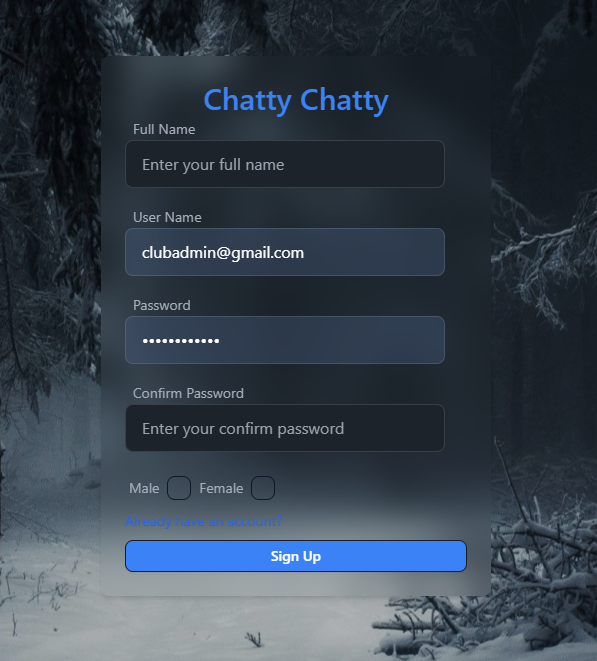 Chatty Chatty
Full Name
Enter your full name
User Name
clubadmin@gmail.com
Password
••••••••••••
Confirm Password
Enter your confirm password
Male Female
Already have an account?
Sign Up